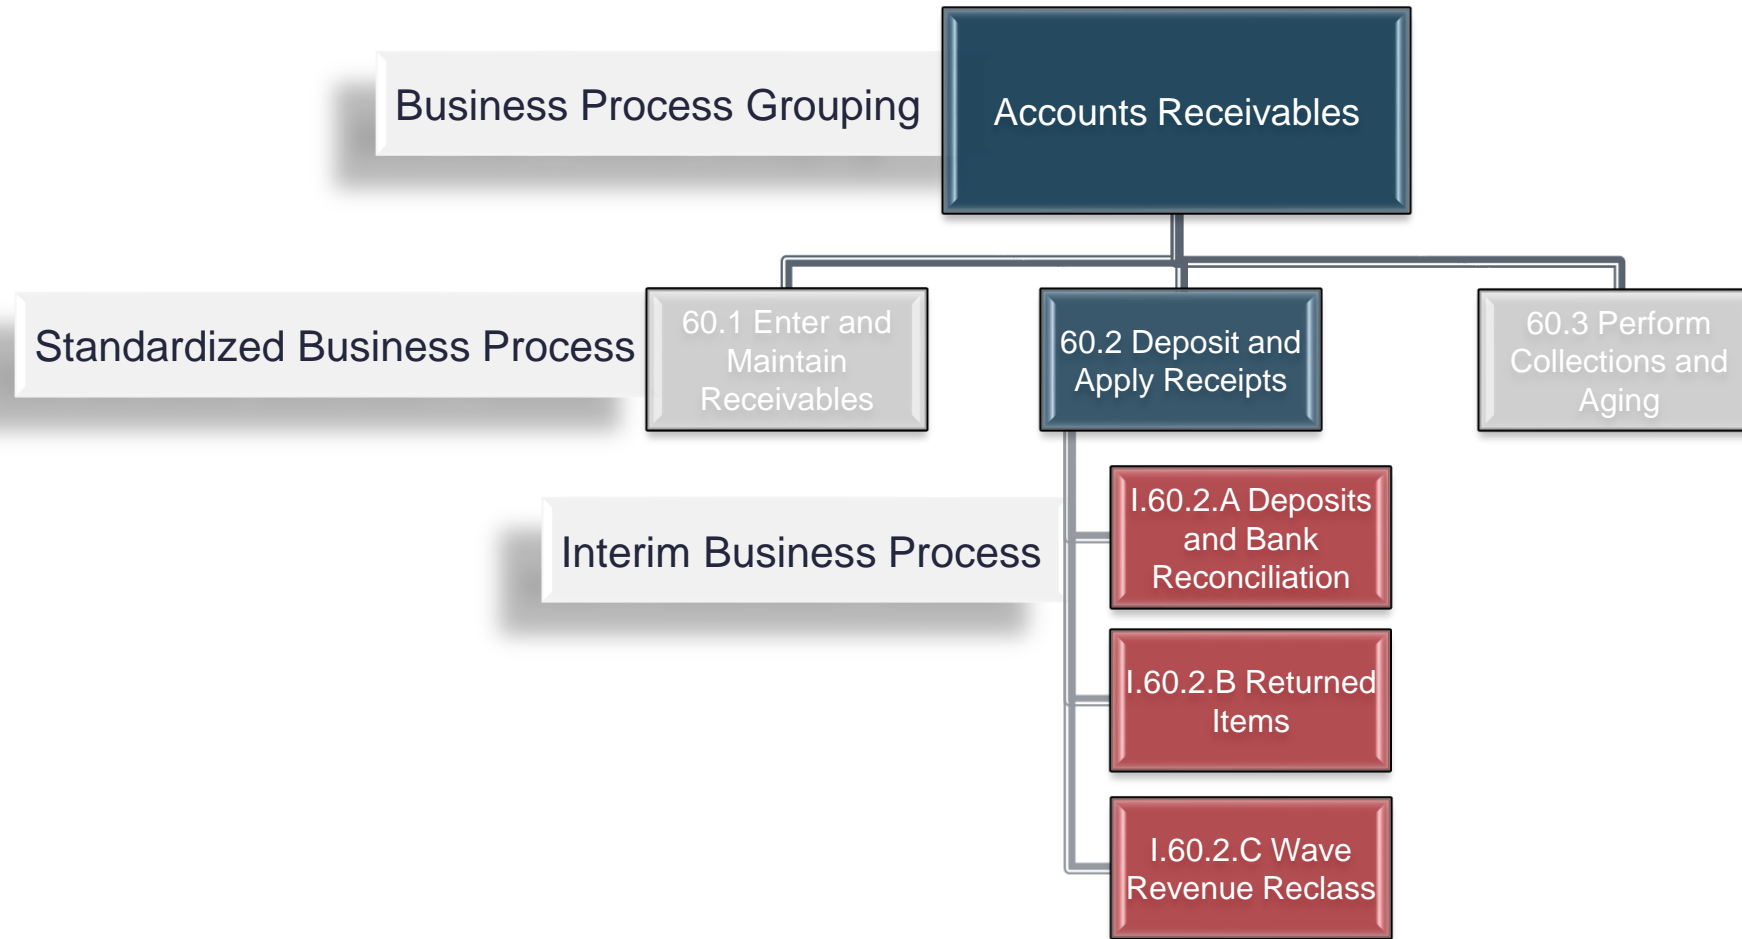 Business Process Grouping
Accounts Receivables
Standardized Business Process
60.1 Enter and
Maintain
Receivables
60.2 Deposit and
Apply Receipts
60.3 Perform
Collections and
Aging
Interim Business Process
I.60.2.A Deposits
and Bank
Reconciliation
I.60.2.B Returned
Items
I.60.2.C Wave
Revenue Reclass